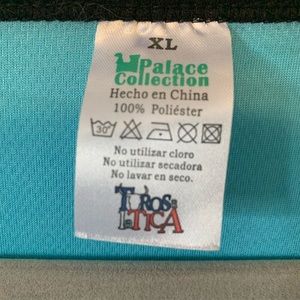 XL
Palace
Collection
Hecho en China
100% Poliéster
30°
No utilizar cloro
No utilizar secadora
No lavar en seco.
TOROS
ETICA